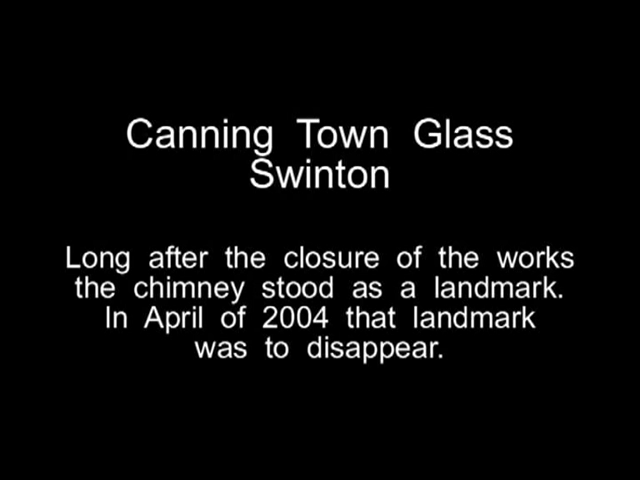 Canning Town Glass
Swinton
Long after the closure of the works
the chimney stood as a landmark.
In April of 2004 that landmark
was to disappear.